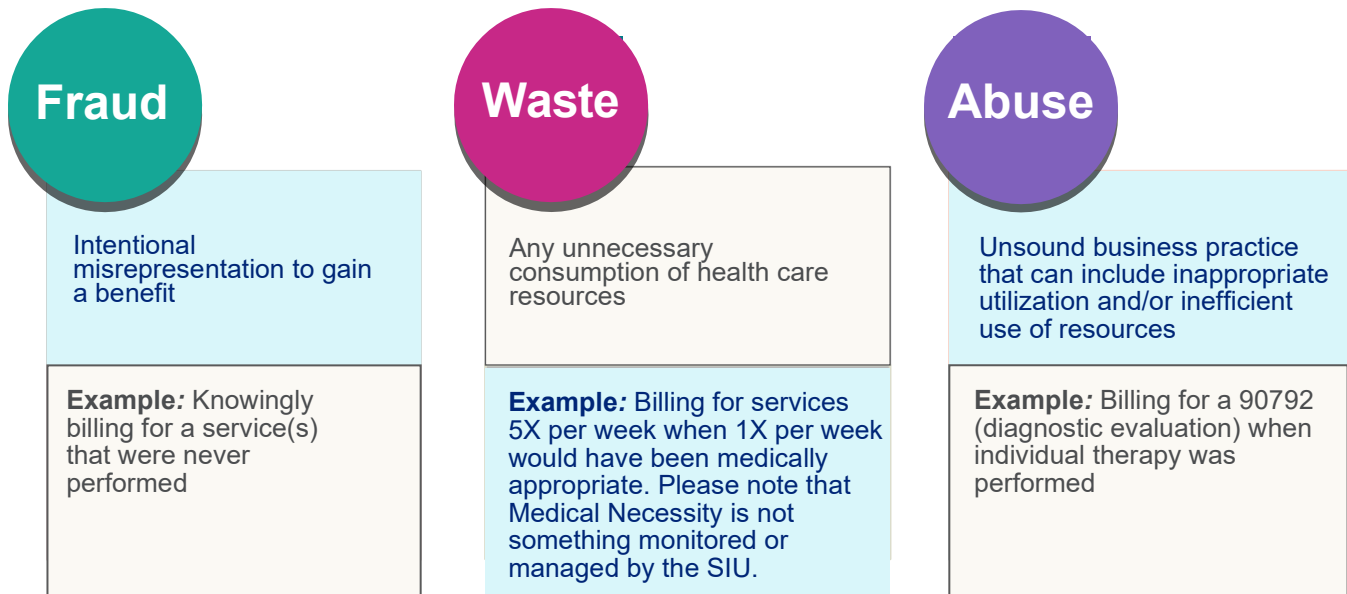 Fraud
Intentional
misrepresentation to gain
a benefit
Example: Knowingly
billing for a service(s)
that were never
performed
Waste
Any unnecessary
consumption of health care
resources
Example: Billing for services
5X per week when 1X per week
would have been medically
appropriate. Please note that
Medical Necessity is not
something monitored or
managed by the SIU.
Abuse
Unsound business practice
that can include inappropriate
utilization and/or inefficient
use of resources
Example: Billing for a 90792
(diagnostic evaluation) when
individual therapy was
performed